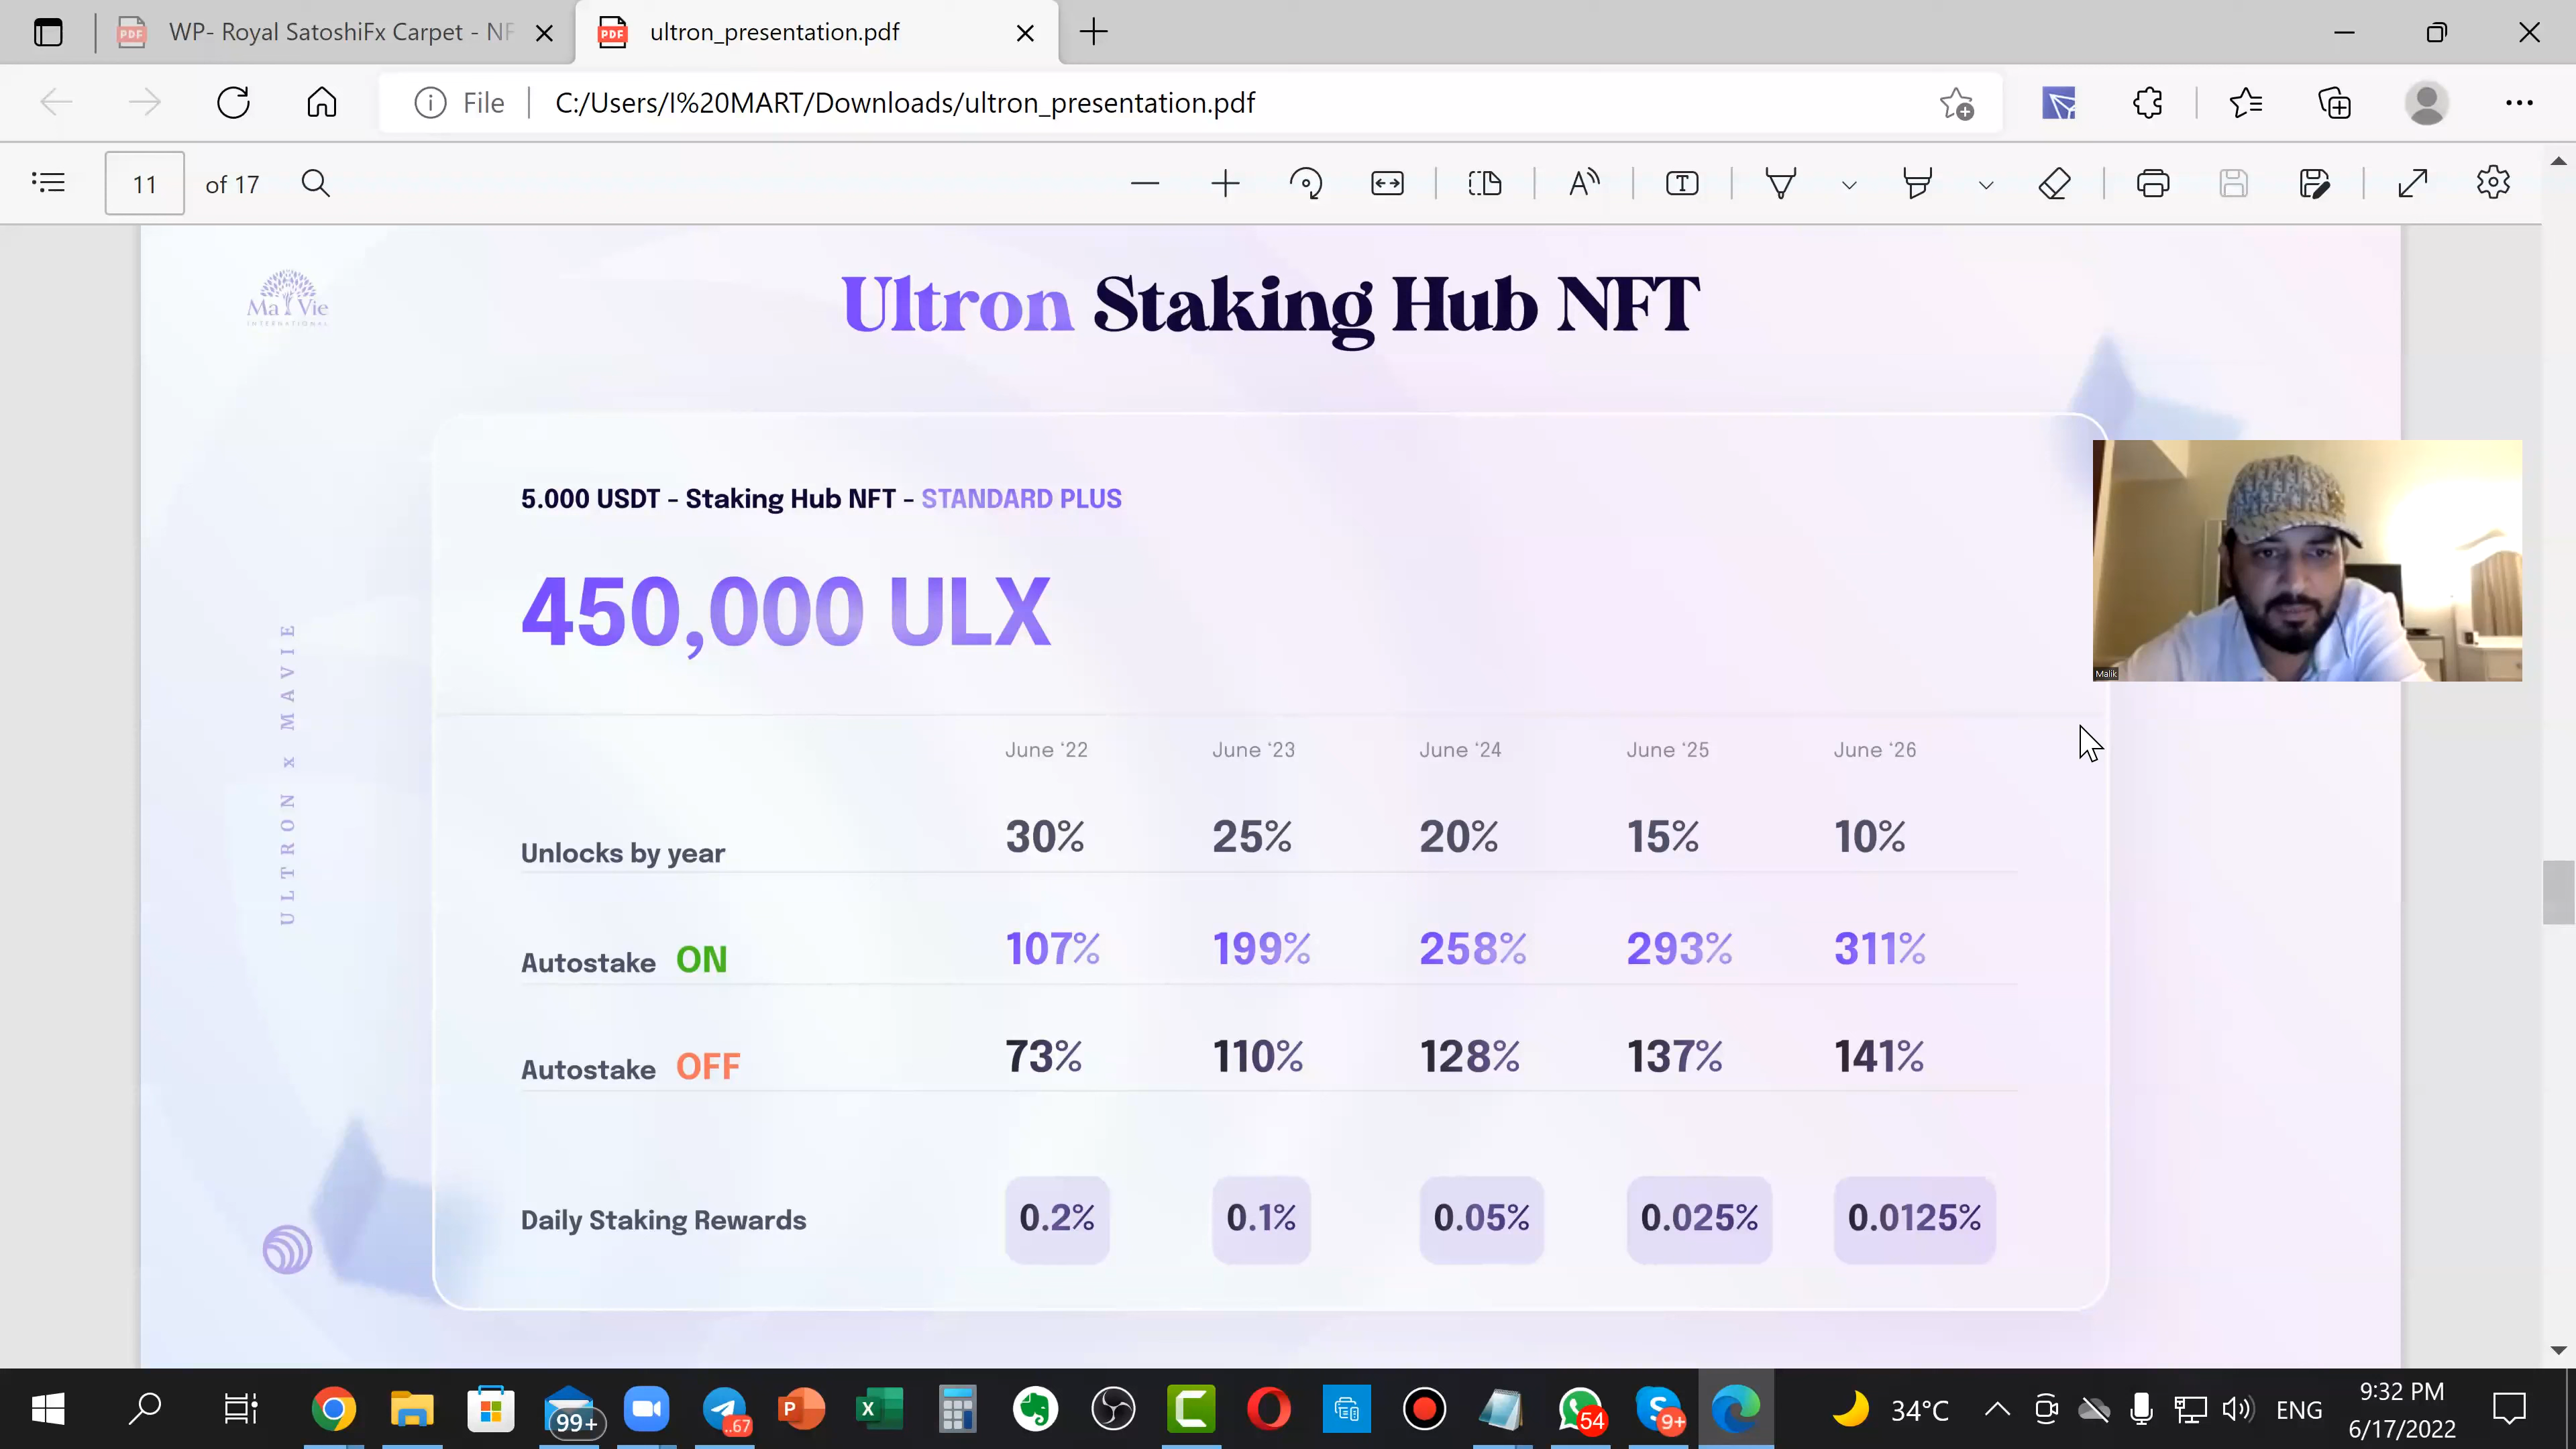 WP- Royal SatoshiFx Carpet - NF
ultron_presentation.pdf
File
C:/Users/I%20MART/Downloads/ultron_presentation.pdf
11 of 17
Ma Vie
INTERNATIONAL
Ultron Staking Hub NFT
5.000 USDT - Staking Hub NFT - STANDARD PLUS
450,000 ULX
ULTRON x MAVIE
Malik
June ‘22 June ‘23 June ‘24 June ‘25 June ‘26
Unlocks by year 30% 25% 20% 15% 10%
Autostake ON 107% 199% 258% 293% 311%
Autostake OFF 73% 110% 128% 137% 141%
Daily Staking Rewards 0.2% 0.1% 0.05% 0.025% 0.0125%
99+
..67
54
9+
34°C
ENG
9:32 PM
6/17/2022